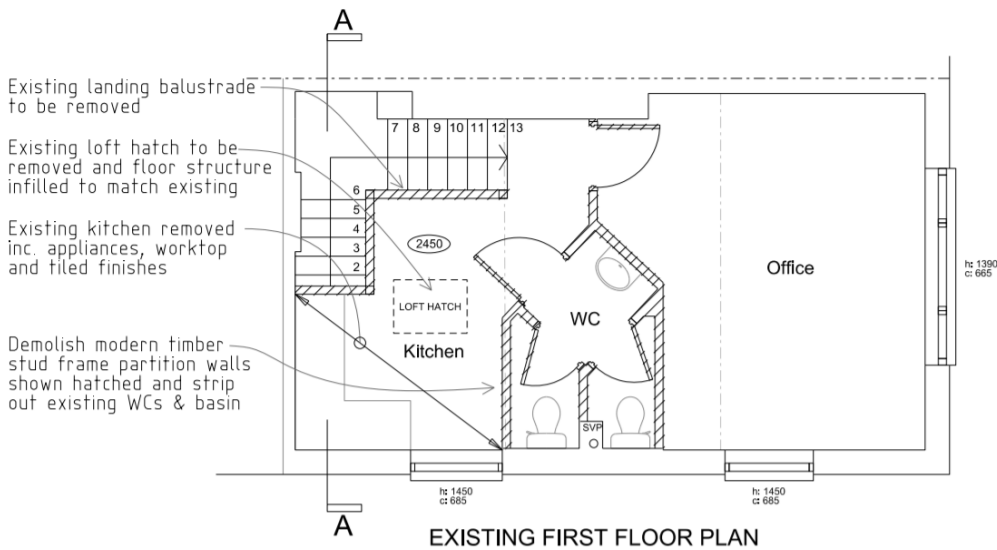 A
Existing landing balustrade
to be removed
Existing loft hatch to be
removed and floor structure
infilled to match existing
Existing kitchen removed
inc. appliances, worktop
and tiled finishes
Demolish modern timber
stud frame partition walls
shown hatched and strip
out existing WCs & basin
7 8 9 10 11 12 13
6
5
4
3
2
2450
LOFT HATCH
Kitchen
WC
SVP
Office
h: 1390
c: 665
h: 1450
c: 685
h: 1450
c: 685
A
EXISTING FIRST FLOOR PLAN